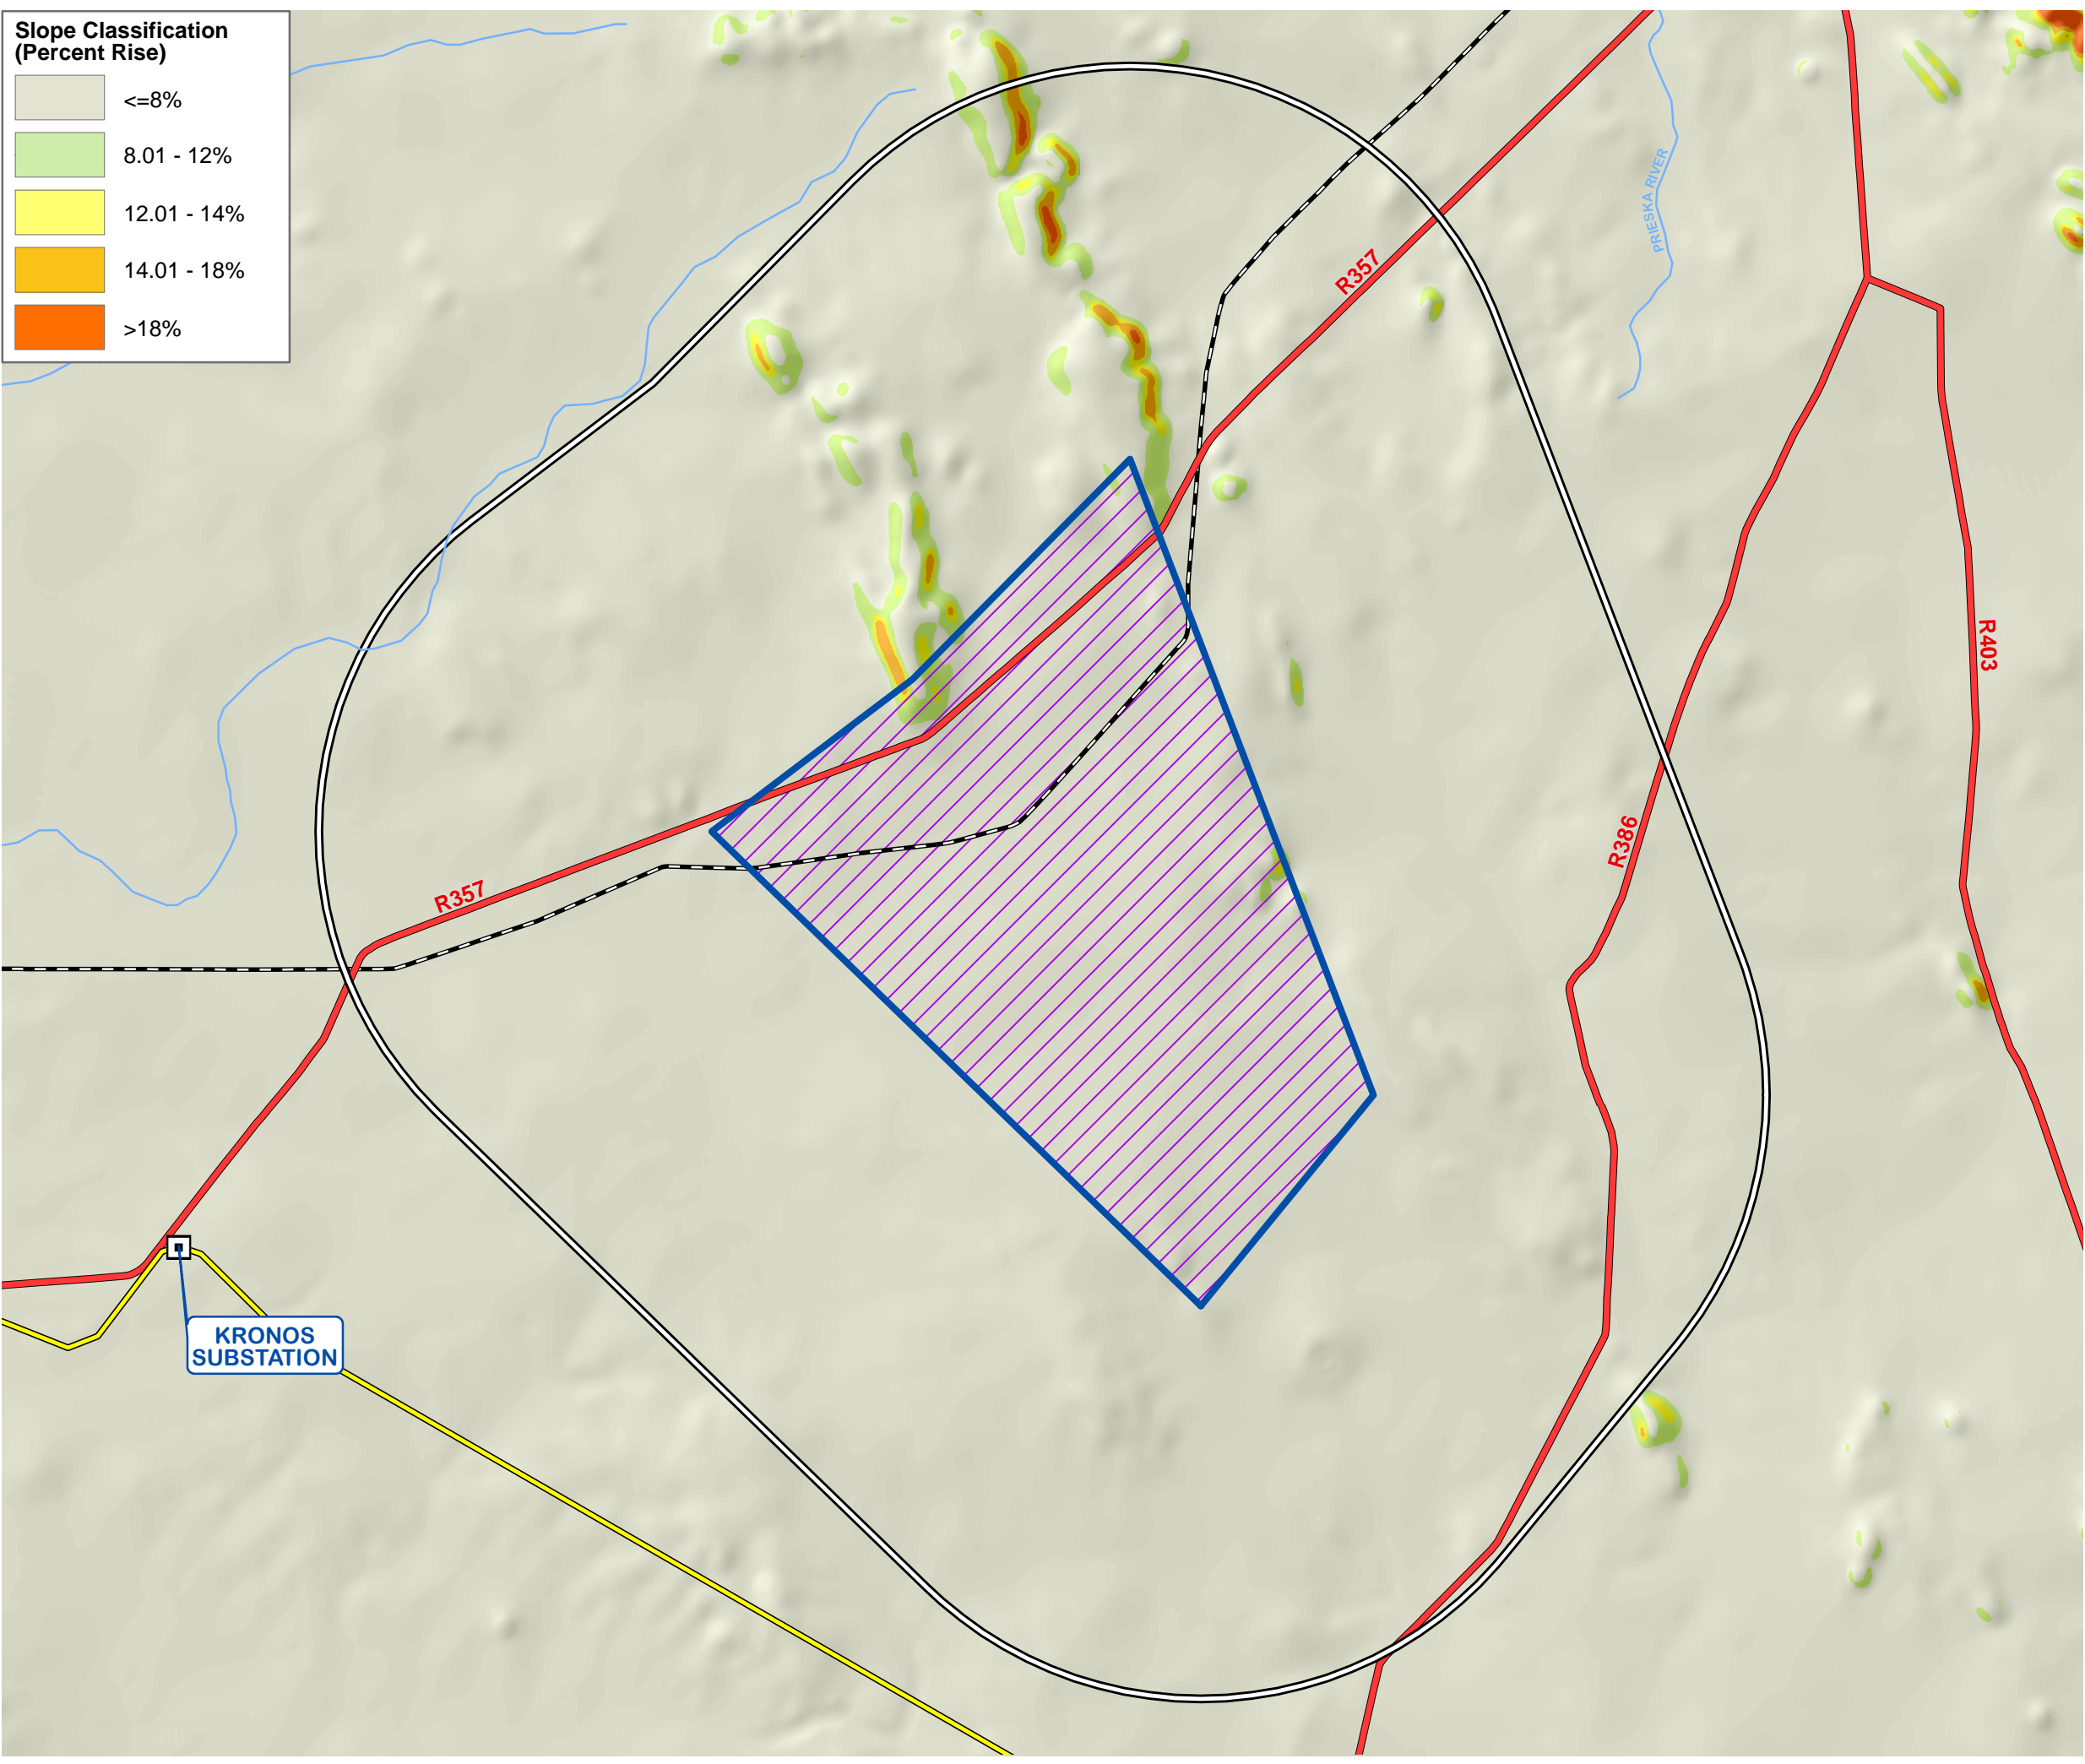 Slope Classification
(Percent Rise)
<=8%
8.01 - 12%
12.01 - 14%
14.01 - 18%
>18%
PRIESKA RIVER
R357
R403
R386
R357
KRONOS
SUBSTATION